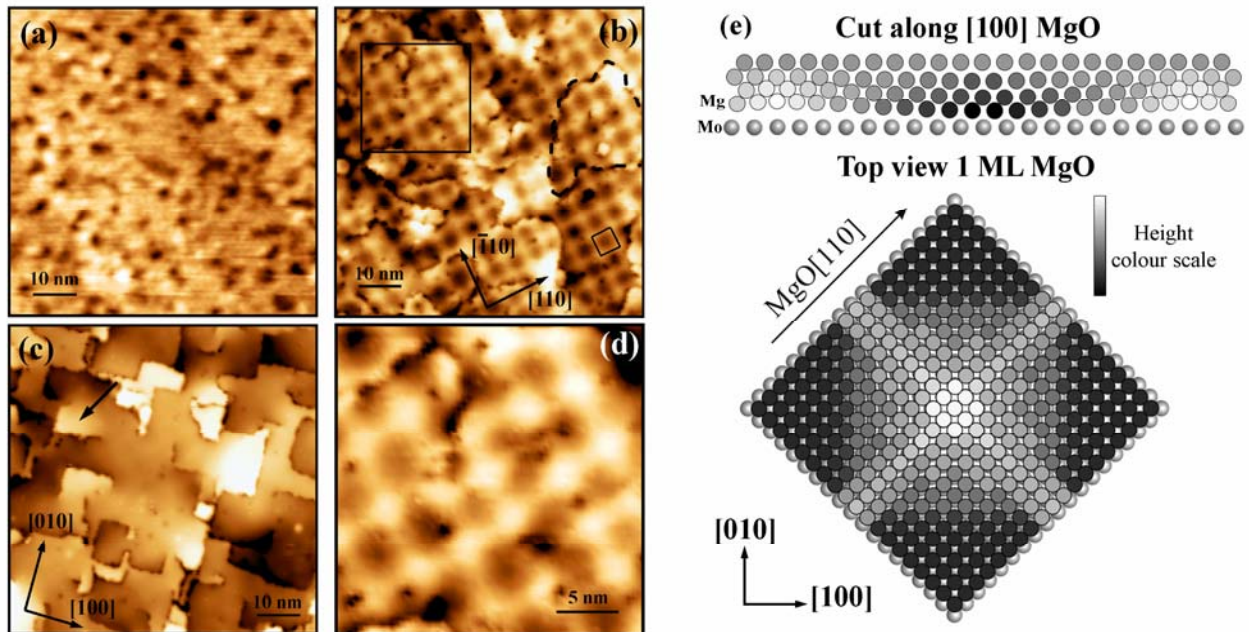 (a)
10 nm
(b)
[1̄10]
[110]
10 nm
(c)
[010]
[100]
10 nm
(d)
5 nm
(e)
Cut along [100] MgO
Mg
Mo
Top view 1 ML MgO
MgO[110]
Height
colour scale
[010]
[100]